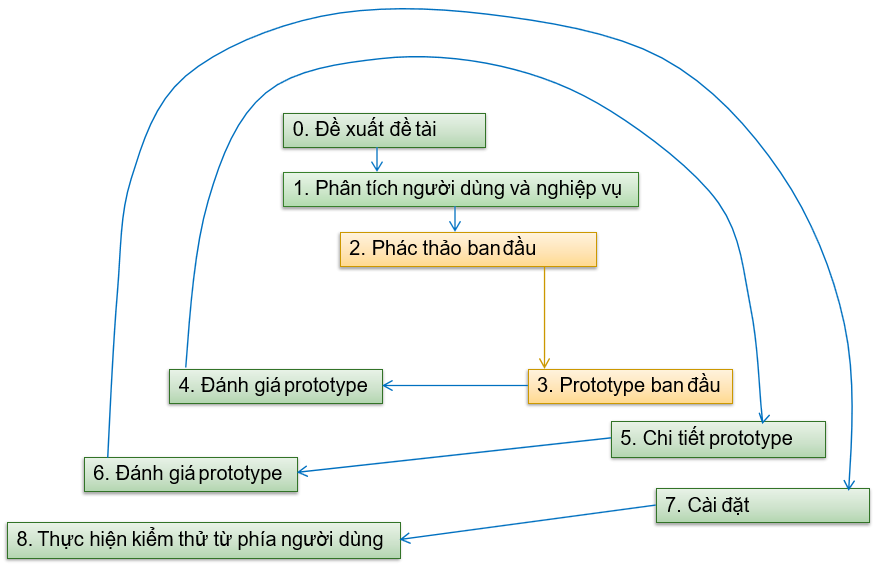 0. Đề xuất đề tài
1. Phân tích người dùng và nghiệp vụ
2. Phác thảo ban đầu
3. Prototype ban đầu
4. Đánh giá prototype
5. Chi tiết prototype
6. Đánh giá prototype
7. Cài đặt
8. Thực hiện kiểm thử từ phía người dùng